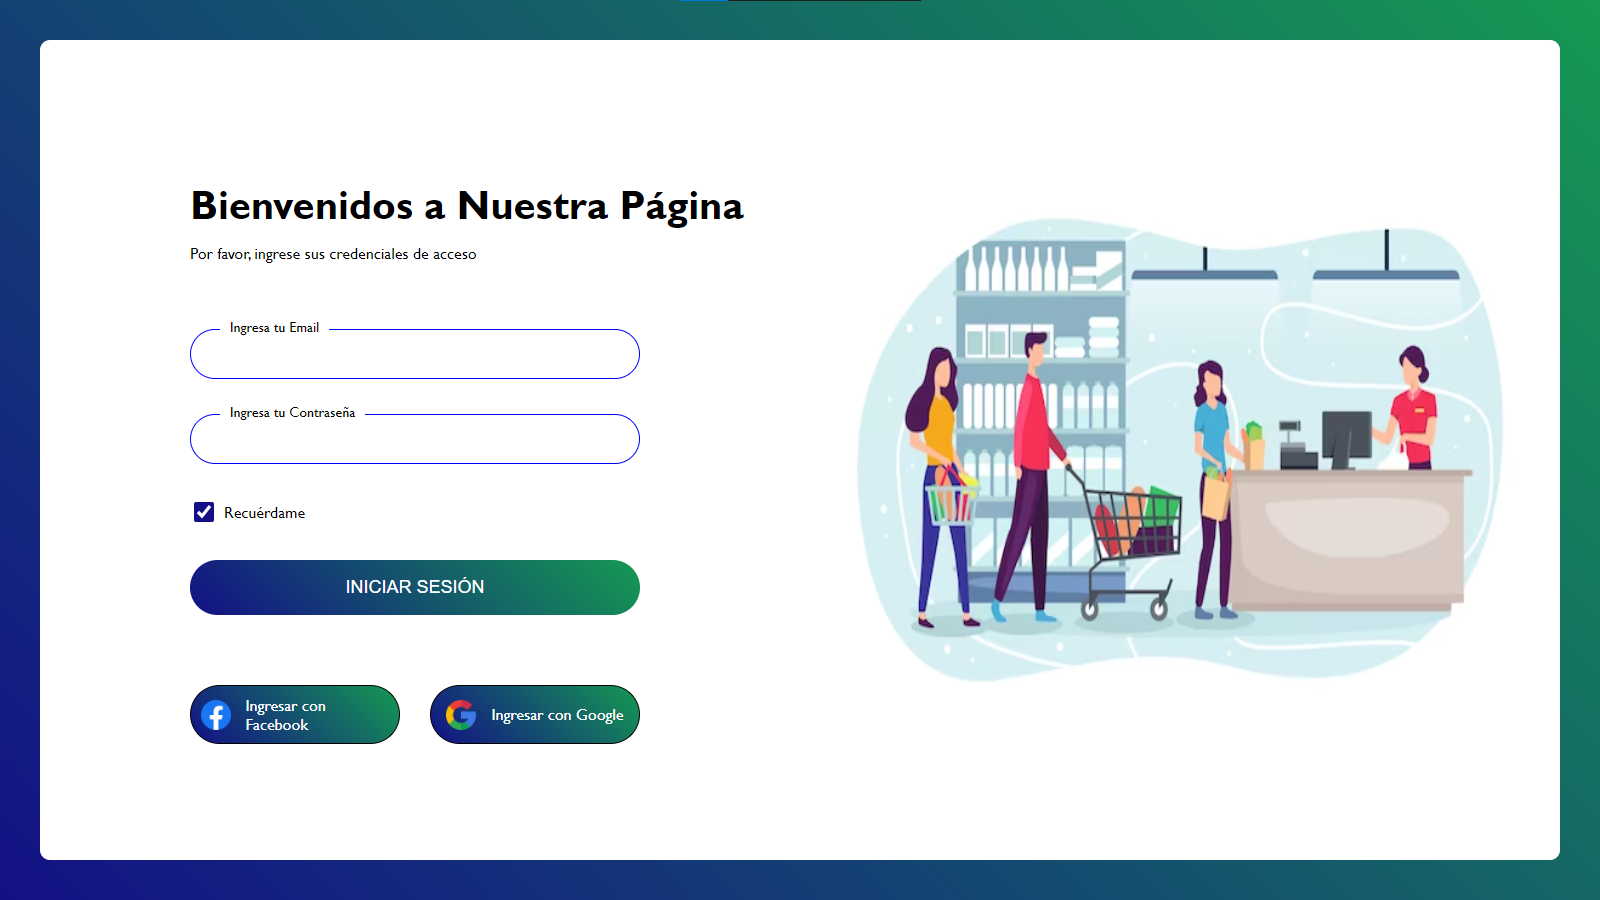 Bienvenidos a Nuestra Página
Por favor, ingrese sus credenciales de acceso
Ingresa tu Email
Ingresa tu Contraseña
Recuérdame
INICIAR SESIÓN
Ingresar con
Facebook
Ingresar con Google